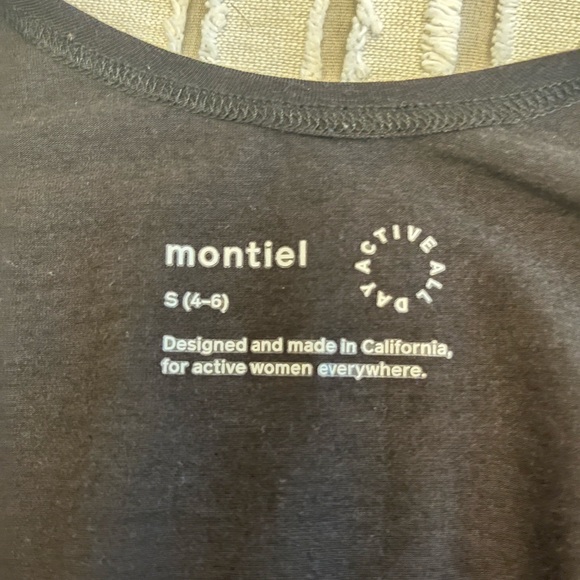 montiel
ACTIVE ALL DAY
S (4-6)
Designed and made in California,
for active women everywhere.